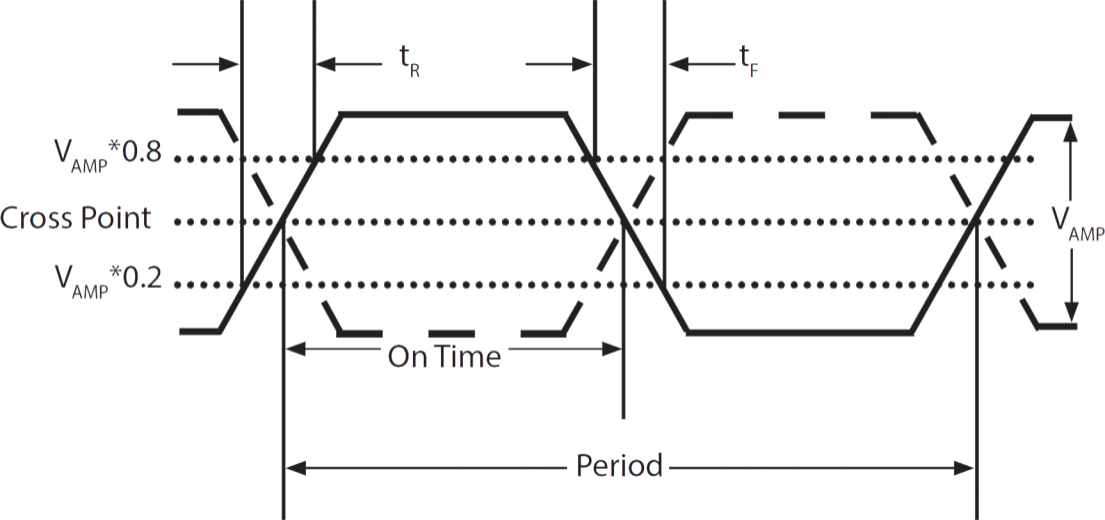 tR
tF
VAMP*0.8
Cross Point
VAMP
VAMP*0.2
On Time
Period